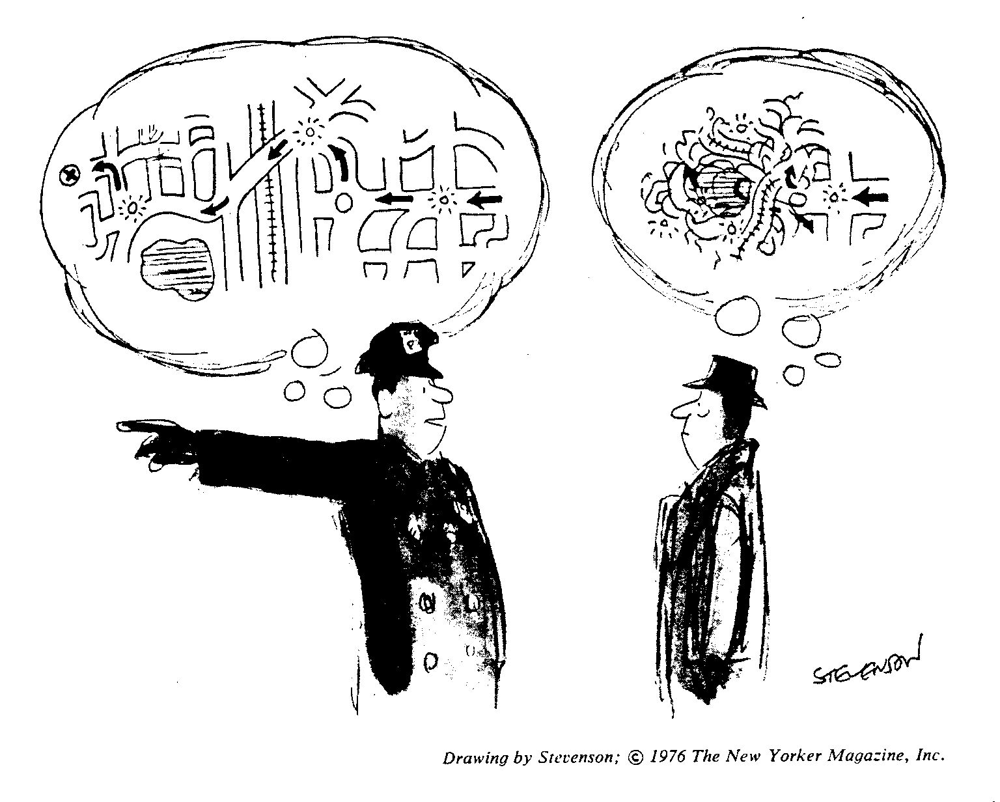 STEVENSON
Drawing by Stevenson; © 1976 The New Yorker Magazine, Inc.